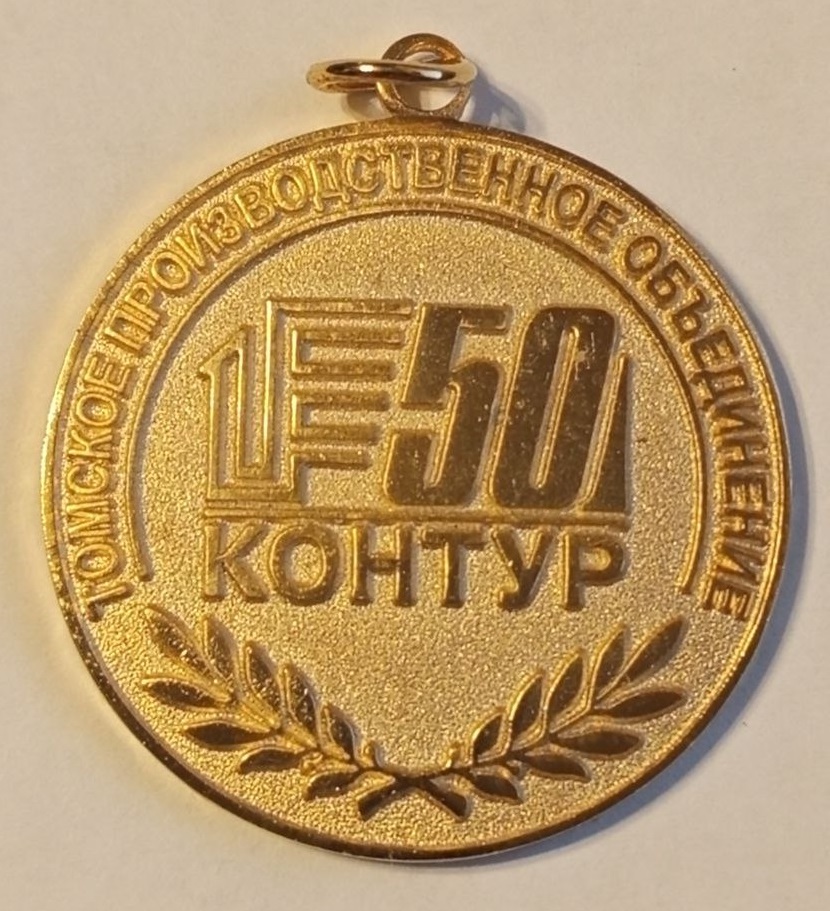 ТОМСКОЕ ПРОИЗВОДСТВЕННОЕ ОБЪЕДИНЕНИЕ
50
КОНТУР